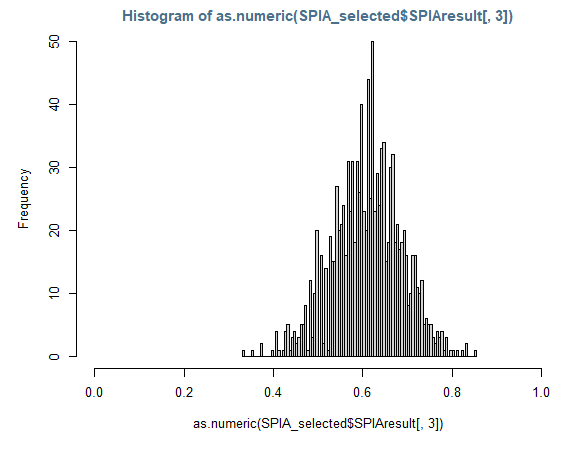 Histogram of as.numeric(SPIA_selected$SPIAresult[, 3])
50
40
30
20
10
0
Frequency
0.0 0.2 0.4 0.6 0.8 1.0
as.numeric(SPIA_selected$SPIAresult[, 3])